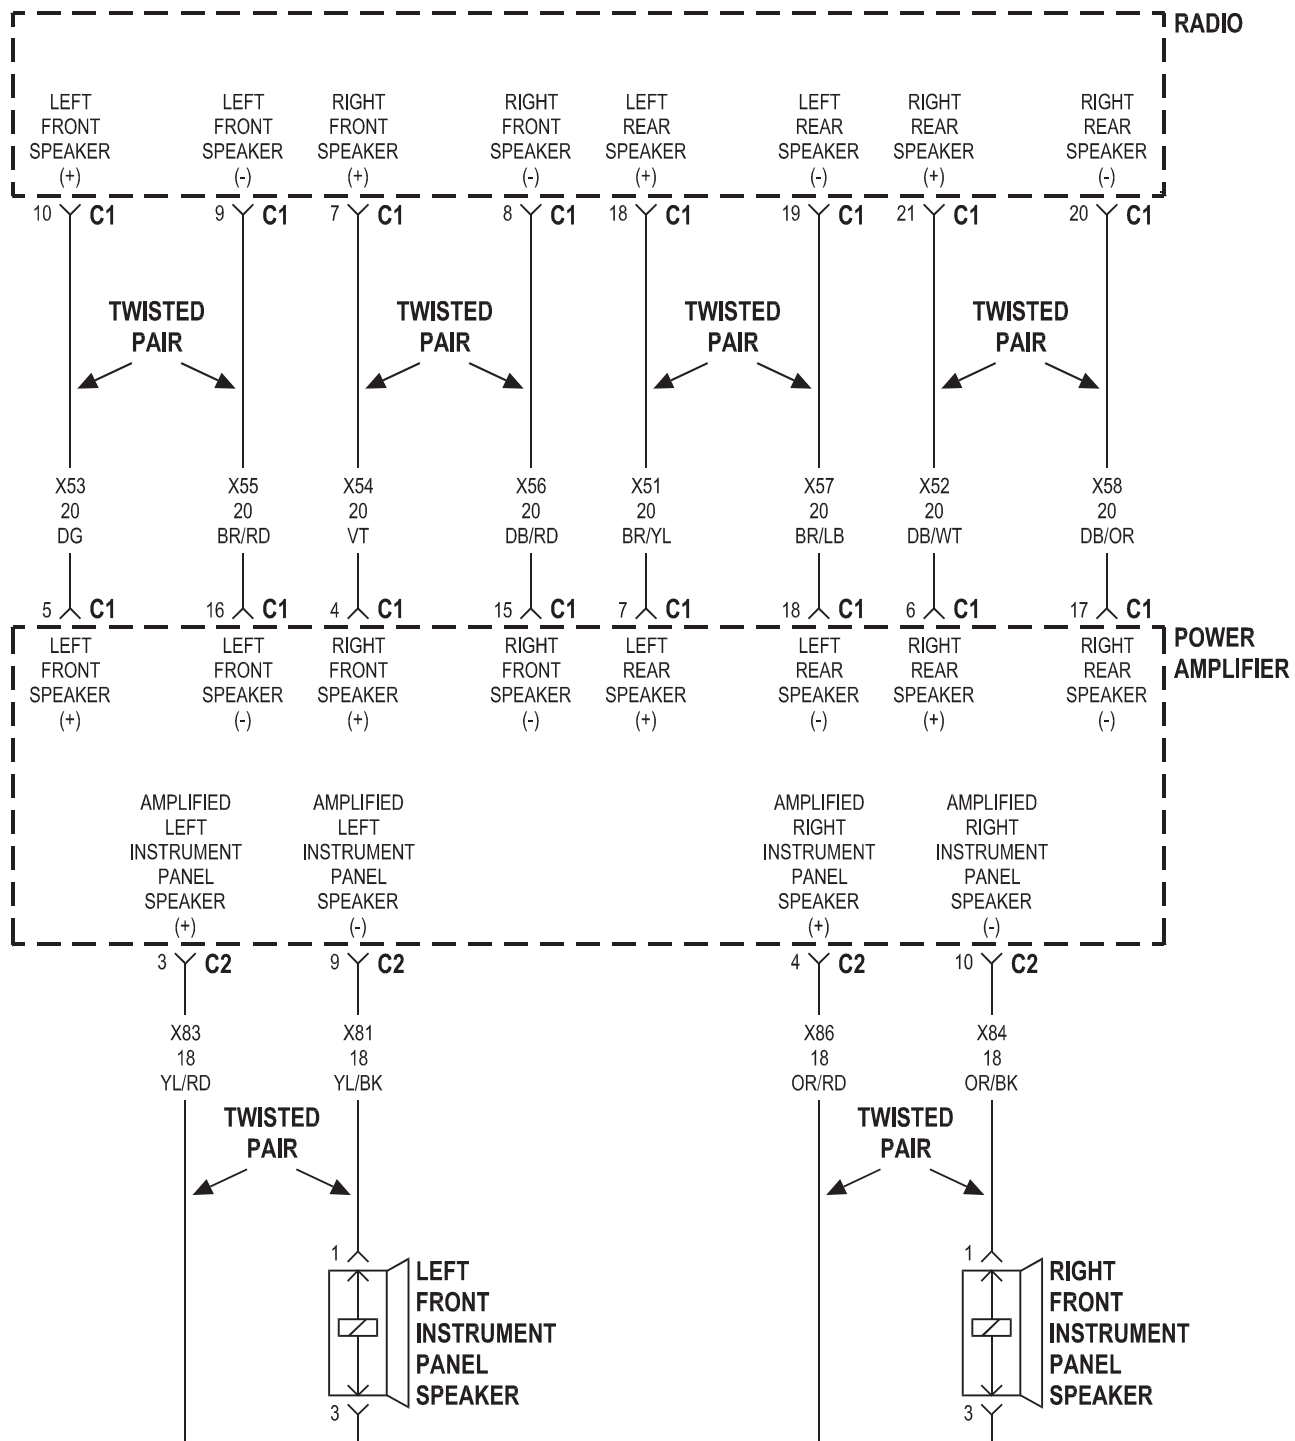 RADIO
LEFT FRONT SPEAKER (+)
LEFT FRONT SPEAKER (-)
RIGHT FRONT SPEAKER (+)
RIGHT FRONT SPEAKER (-)
LEFT REAR SPEAKER (+)
LEFT REAR SPEAKER (-)
RIGHT REAR SPEAKER (+)
RIGHT REAR SPEAKER (-)
10 C1 9 C1 7 C1 8 C1 18 C1 19 C1 21 C1 20 C1
TWISTED PAIR
TWISTED PAIR
TWISTED PAIR
TWISTED PAIR
X53 X55 X54 X56 X51 X57 X52 X58
20 20 20 20 20 20 20 20
DG BR/RD VT DB/RD BR/YL BR/LB DB/WT DB/OR
5 C1 16 C1 4 C1 15 C1 7 C1 18 C1 6 C1 17 C1
POWER
AMPLIFIER
LEFT FRONT SPEAKER (+)
LEFT FRONT SPEAKER (-)
RIGHT FRONT SPEAKER (+)
RIGHT FRONT SPEAKER (-)
LEFT REAR SPEAKER (+)
LEFT REAR SPEAKER (-)
RIGHT REAR SPEAKER (+)
RIGHT REAR SPEAKER (-)
AMPLIFIED LEFT INSTRUMENT PANEL SPEAKER (+)
AMPLIFIED LEFT INSTRUMENT PANEL SPEAKER (-)
AMPLIFIED RIGHT INSTRUMENT PANEL SPEAKER (+)
AMPLIFIED RIGHT INSTRUMENT PANEL SPEAKER (-)
3 C2 9 C2 4 C2 10 C2
X83 X81 X86 X84
18 18 18 18
YL/RD YL/BK OR/RD OR/BK
TWISTED PAIR
TWISTED PAIR
1
LEFT
FRONT
INSTRUMENT
PANEL
SPEAKER
3
1
RIGHT
FRONT
INSTRUMENT
PANEL
SPEAKER
3